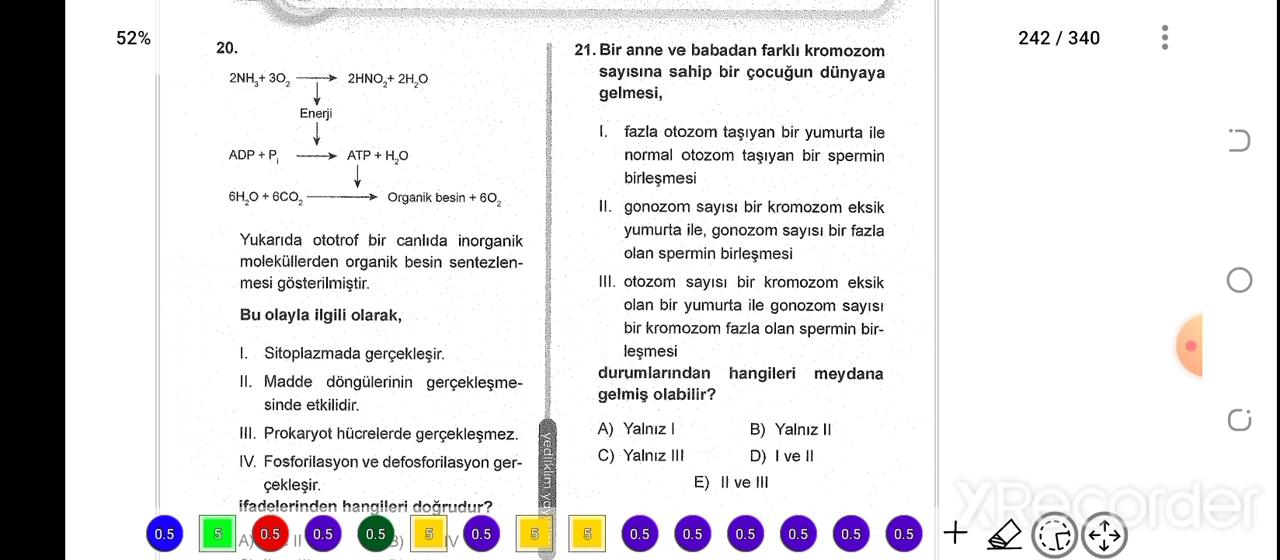 52%
242 / 340
20.
2NH₃+ 3O₂ → 2HNO₂+ 2H₂O
Enerji
ADP + Pᵢ → ATP + H₂O
6H₂O + 6CO₂ → Organik besin + 6O₂
Yukarıda ototrof bir canlıda inorganik
moleküllerden organik besin sentezlen-
mesi gösterilmiştir.
Bu olayla ilgili olarak,
I. Sitoplazmada gerçekleşir.
II. Madde döngülerinin gerçekleşme-
sinde etkilidir.
III. Prokaryot hücrelerde gerçekleşmez.
IV. Fosforilasyon ve defosforilasyon ger-
çekleşir.
ifadelerinden hangileri doğrudur?
21. Bir anne ve babadan farklı kromozom
sayısına sahip bir çocuğun dünyaya
gelmesi,
I. fazla otozom taşıyan bir yumurta ile
normal otozom taşıyan bir spermin
birleşmesi
II. gonozom sayısı bir kromozom eksik
yumurta ile, gonozom sayısı bir fazla
olan spermin birleşmesi
III. otozom sayısı bir kromozom eksik
olan bir yumurta ile gonozom sayısı
bir kromozom fazla olan spermin bir-
leşmesi
durumlarından hangileri meydana
gelmiş olabilir?
A) Yalnız I B) Yalnız II
C) Yalnız III D) I ve II
E) II ve III
XRecorder
0.5 5 0.5 0.5 0.5 5 0.5 5 5 0.5 0.5 0.5 0.5 0.5 0.5